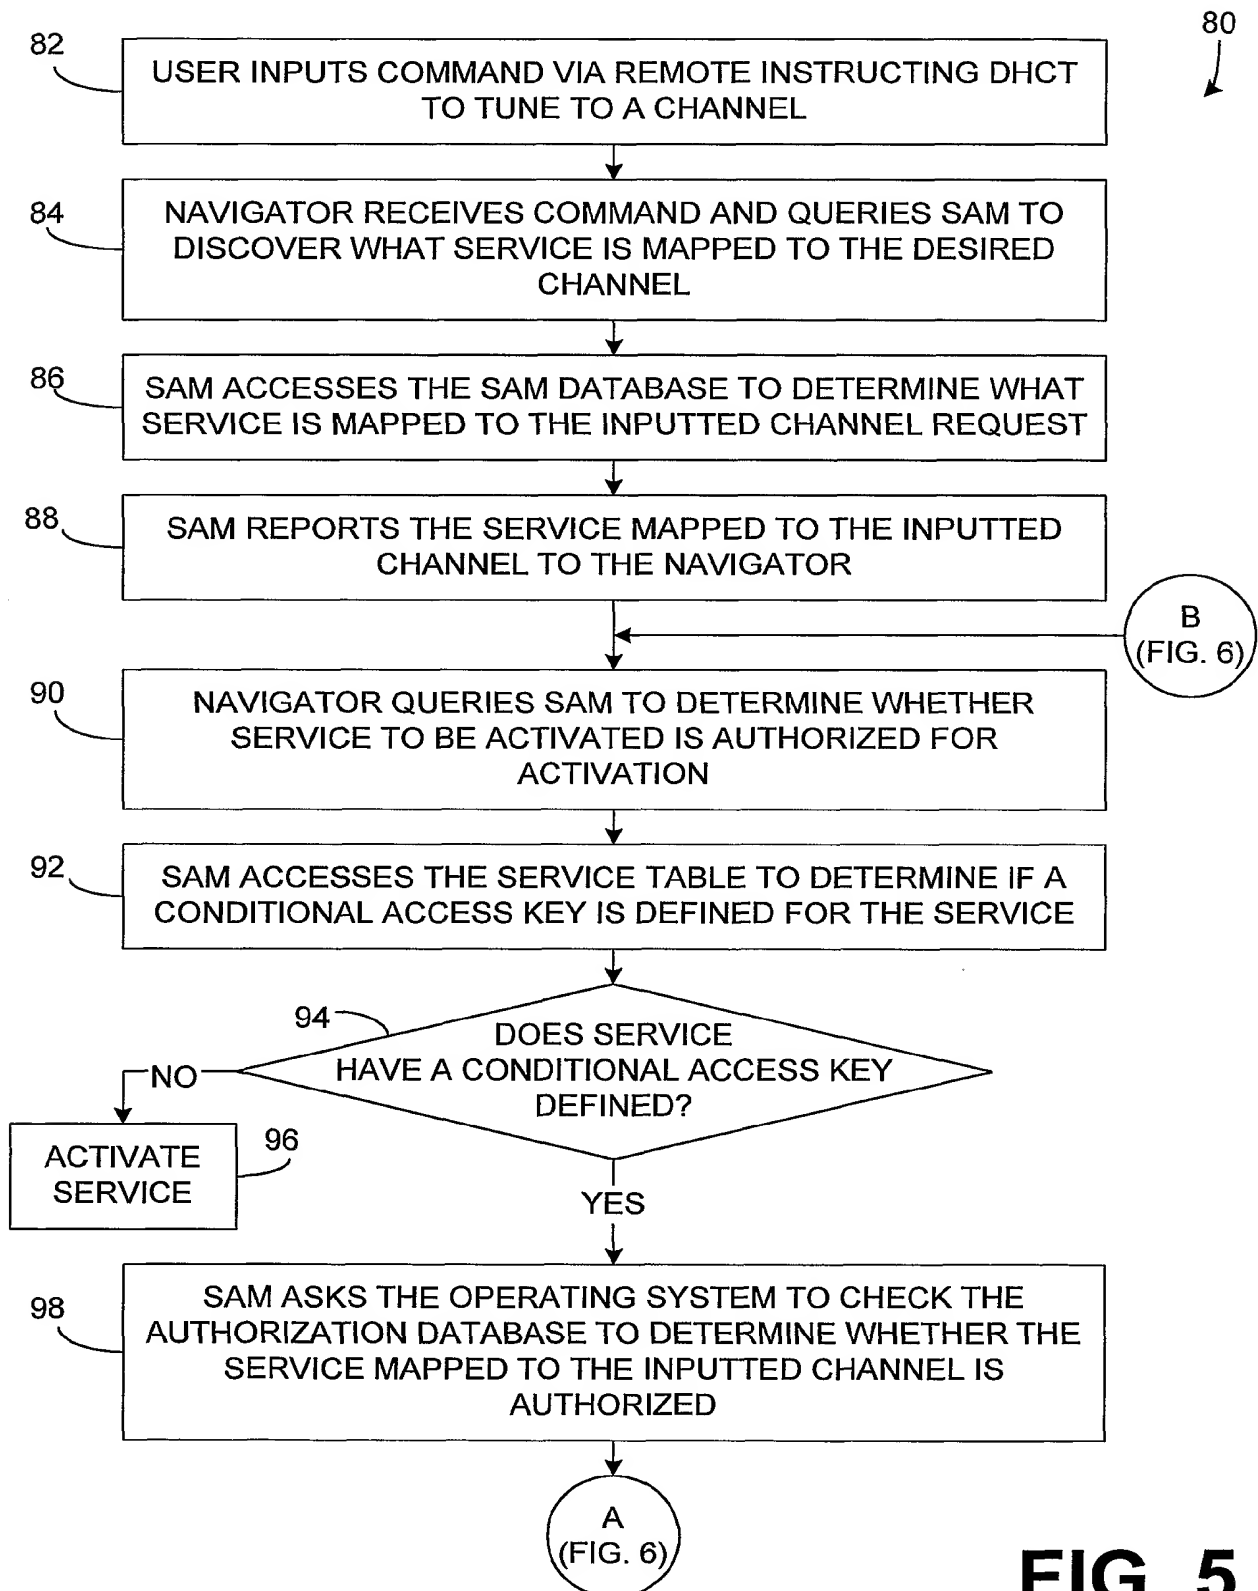 80
82
USER INPUTS COMMAND VIA REMOTE INSTRUCTING DHCT
TO TUNE TO A CHANNEL
84
NAVIGATOR RECEIVES COMMAND AND QUERIES SAM TO
DISCOVER WHAT SERVICE IS MAPPED TO THE DESIRED
CHANNEL
86
SAM ACCESSES THE SAM DATABASE TO DETERMINE WHAT
SERVICE IS MAPPED TO THE INPUTTED CHANNEL REQUEST
88
SAM REPORTS THE SERVICE MAPPED TO THE INPUTTED
CHANNEL TO THE NAVIGATOR
B
(FIG. 6)
90
NAVIGATOR QUERIES SAM TO DETERMINE WHETHER
SERVICE TO BE ACTIVATED IS AUTHORIZED FOR
ACTIVATION
92
SAM ACCESSES THE SERVICE TABLE TO DETERMINE IF A
CONDITIONAL ACCESS KEY IS DEFINED FOR THE SERVICE
94
DOES SERVICE
HAVE A CONDITIONAL ACCESS KEY
DEFINED?
NO
96
ACTIVATE
SERVICE
YES
98
SAM ASKS THE OPERATING SYSTEM TO CHECK THE
AUTHORIZATION DATABASE TO DETERMINE WHETHER THE
SERVICE MAPPED TO THE INPUTTED CHANNEL IS
AUTHORIZED
A
(FIG. 6)
FIG. 5